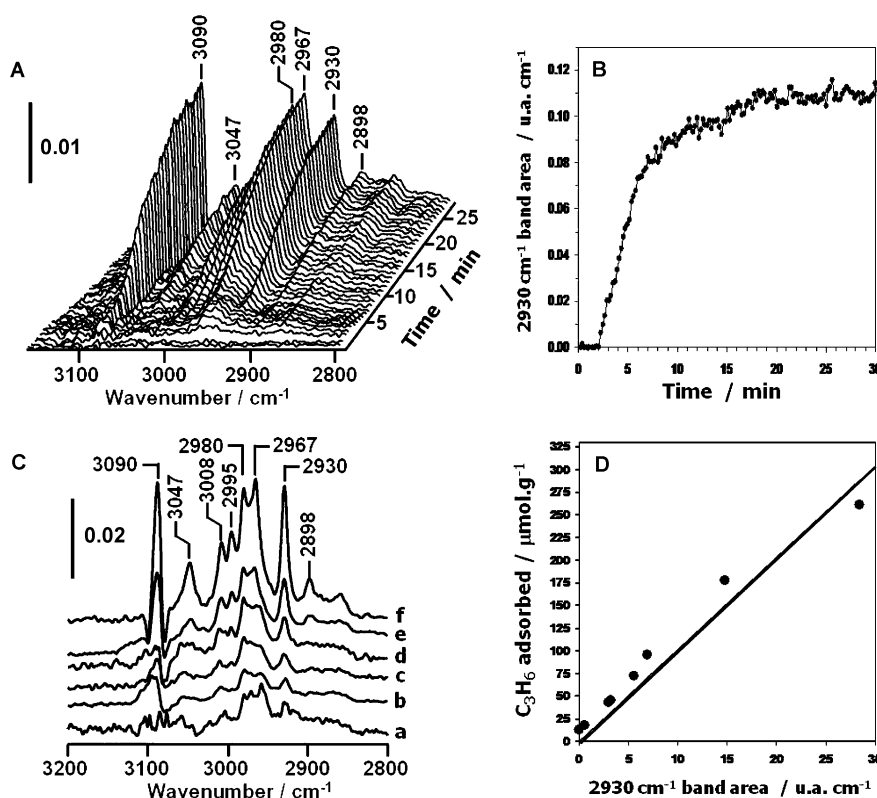 A
3090
2980
2967
2930
3047
2898
0.01
25
20
15
10
5
Time / min
3100 3000 2900 2800
Wavenumber / cm-1
B
0.12
0.10
0.08
0.06
0.04
0.02
0.00
2930 cm-1 band area / u.a. cm-1
0 5 10 15 20 25 30
Time / min
C
2980
2967
3090
2930
3047
3008
2995
2898
0.02
f
e
d
c
b
a
3200 3100 3000 2900 2800
Wavenumber / cm-1
D
325
300
275
250
225
200
175
150
125
100
75
50
25
0
C3H6 adsorbed / μmol.g-1
0 5 10 15 20 25 30
2930 cm-1 band area / u.a. cm-1